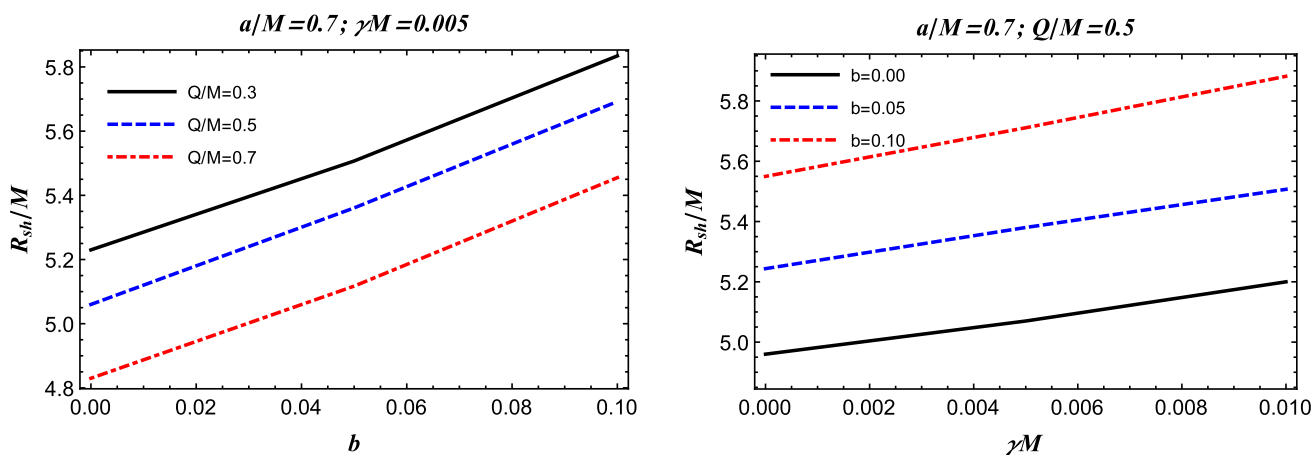 a/M=0.7; γM=0.005
Q/M=0.3
Q/M=0.5
Q/M=0.7
R_sh/M
5.8
5.6
5.4
5.2
5.0
4.8
0.00 0.02 0.04 0.06 0.08 0.10
b
a/M=0.7; Q/M=0.5
b=0.00
b=0.05
b=0.10
R_sh/M
5.8
5.6
5.4
5.2
5.0
0.000 0.002 0.004 0.006 0.008 0.010
γM